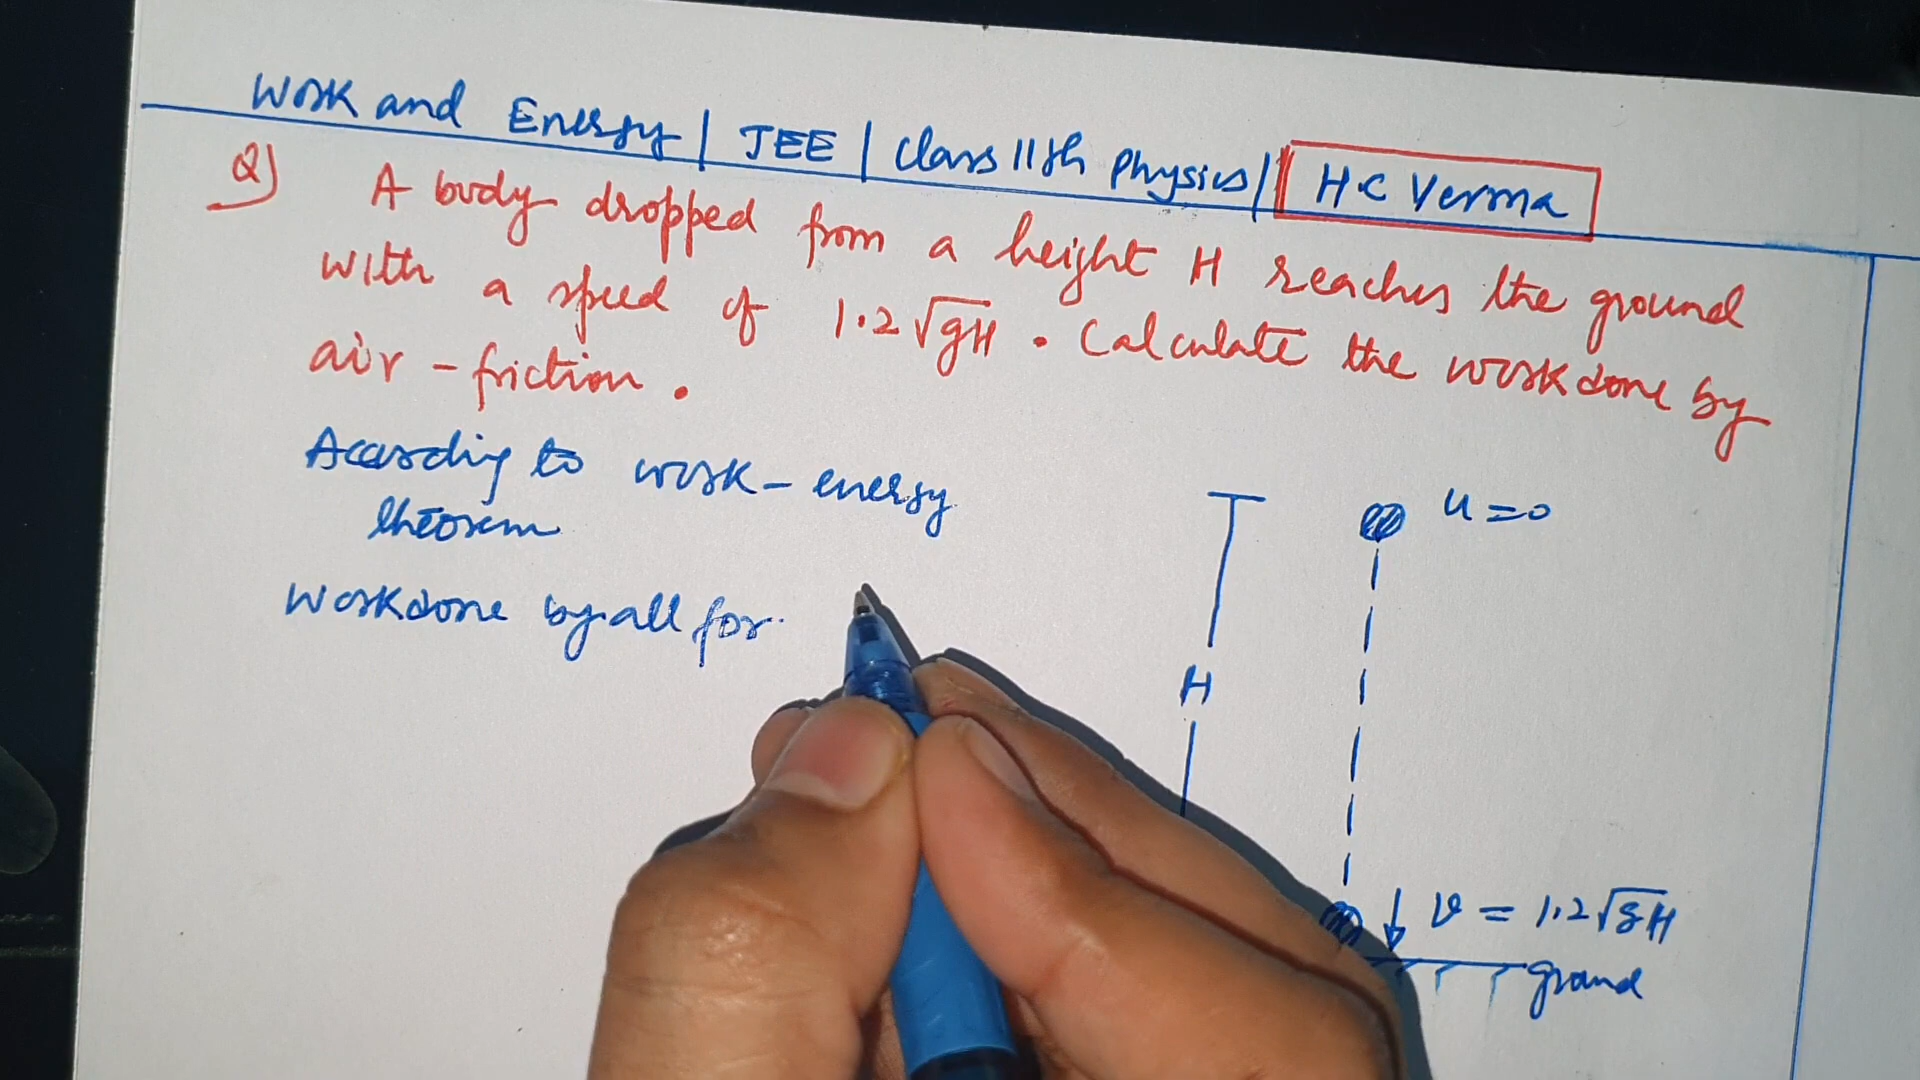 Work and Energy | JEE | Class 11th Physics | H.C Verma
Q) A body dropped from a height H reaches the ground
with a speed of 1.2 √gH . Calculate the workdone by
air - friction .
According to work - energy
theorem
Workdone by all for
u = 0
H
v = 1.2 √gH
ground